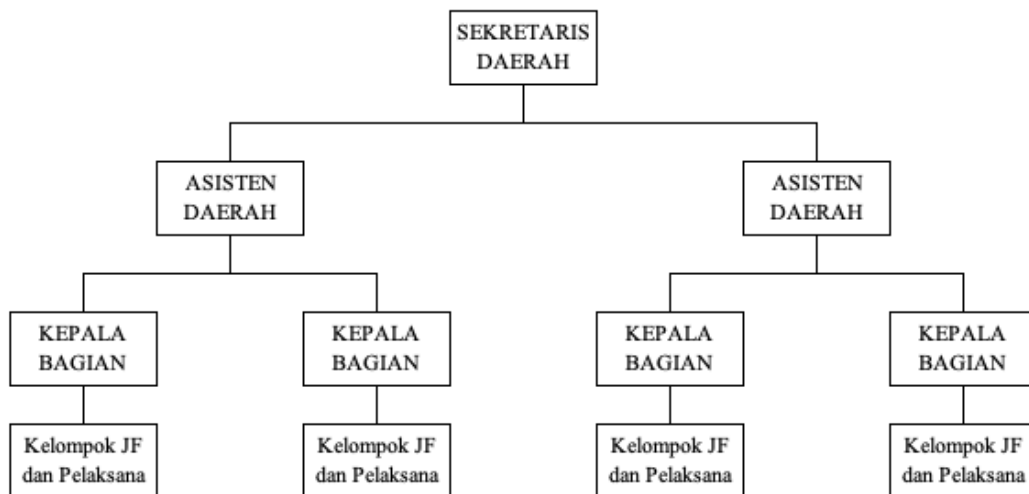 SEKRETARIS
DAERAH
ASISTEN
DAERAH
ASISTEN
DAERAH
KEPALA
BAGIAN
KEPALA
BAGIAN
KEPALA
BAGIAN
KEPALA
BAGIAN
Kelompok JF
dan Pelaksana
Kelompok JF
dan Pelaksana
Kelompok JF
dan Pelaksana
Kelompok JF
dan Pelaksana